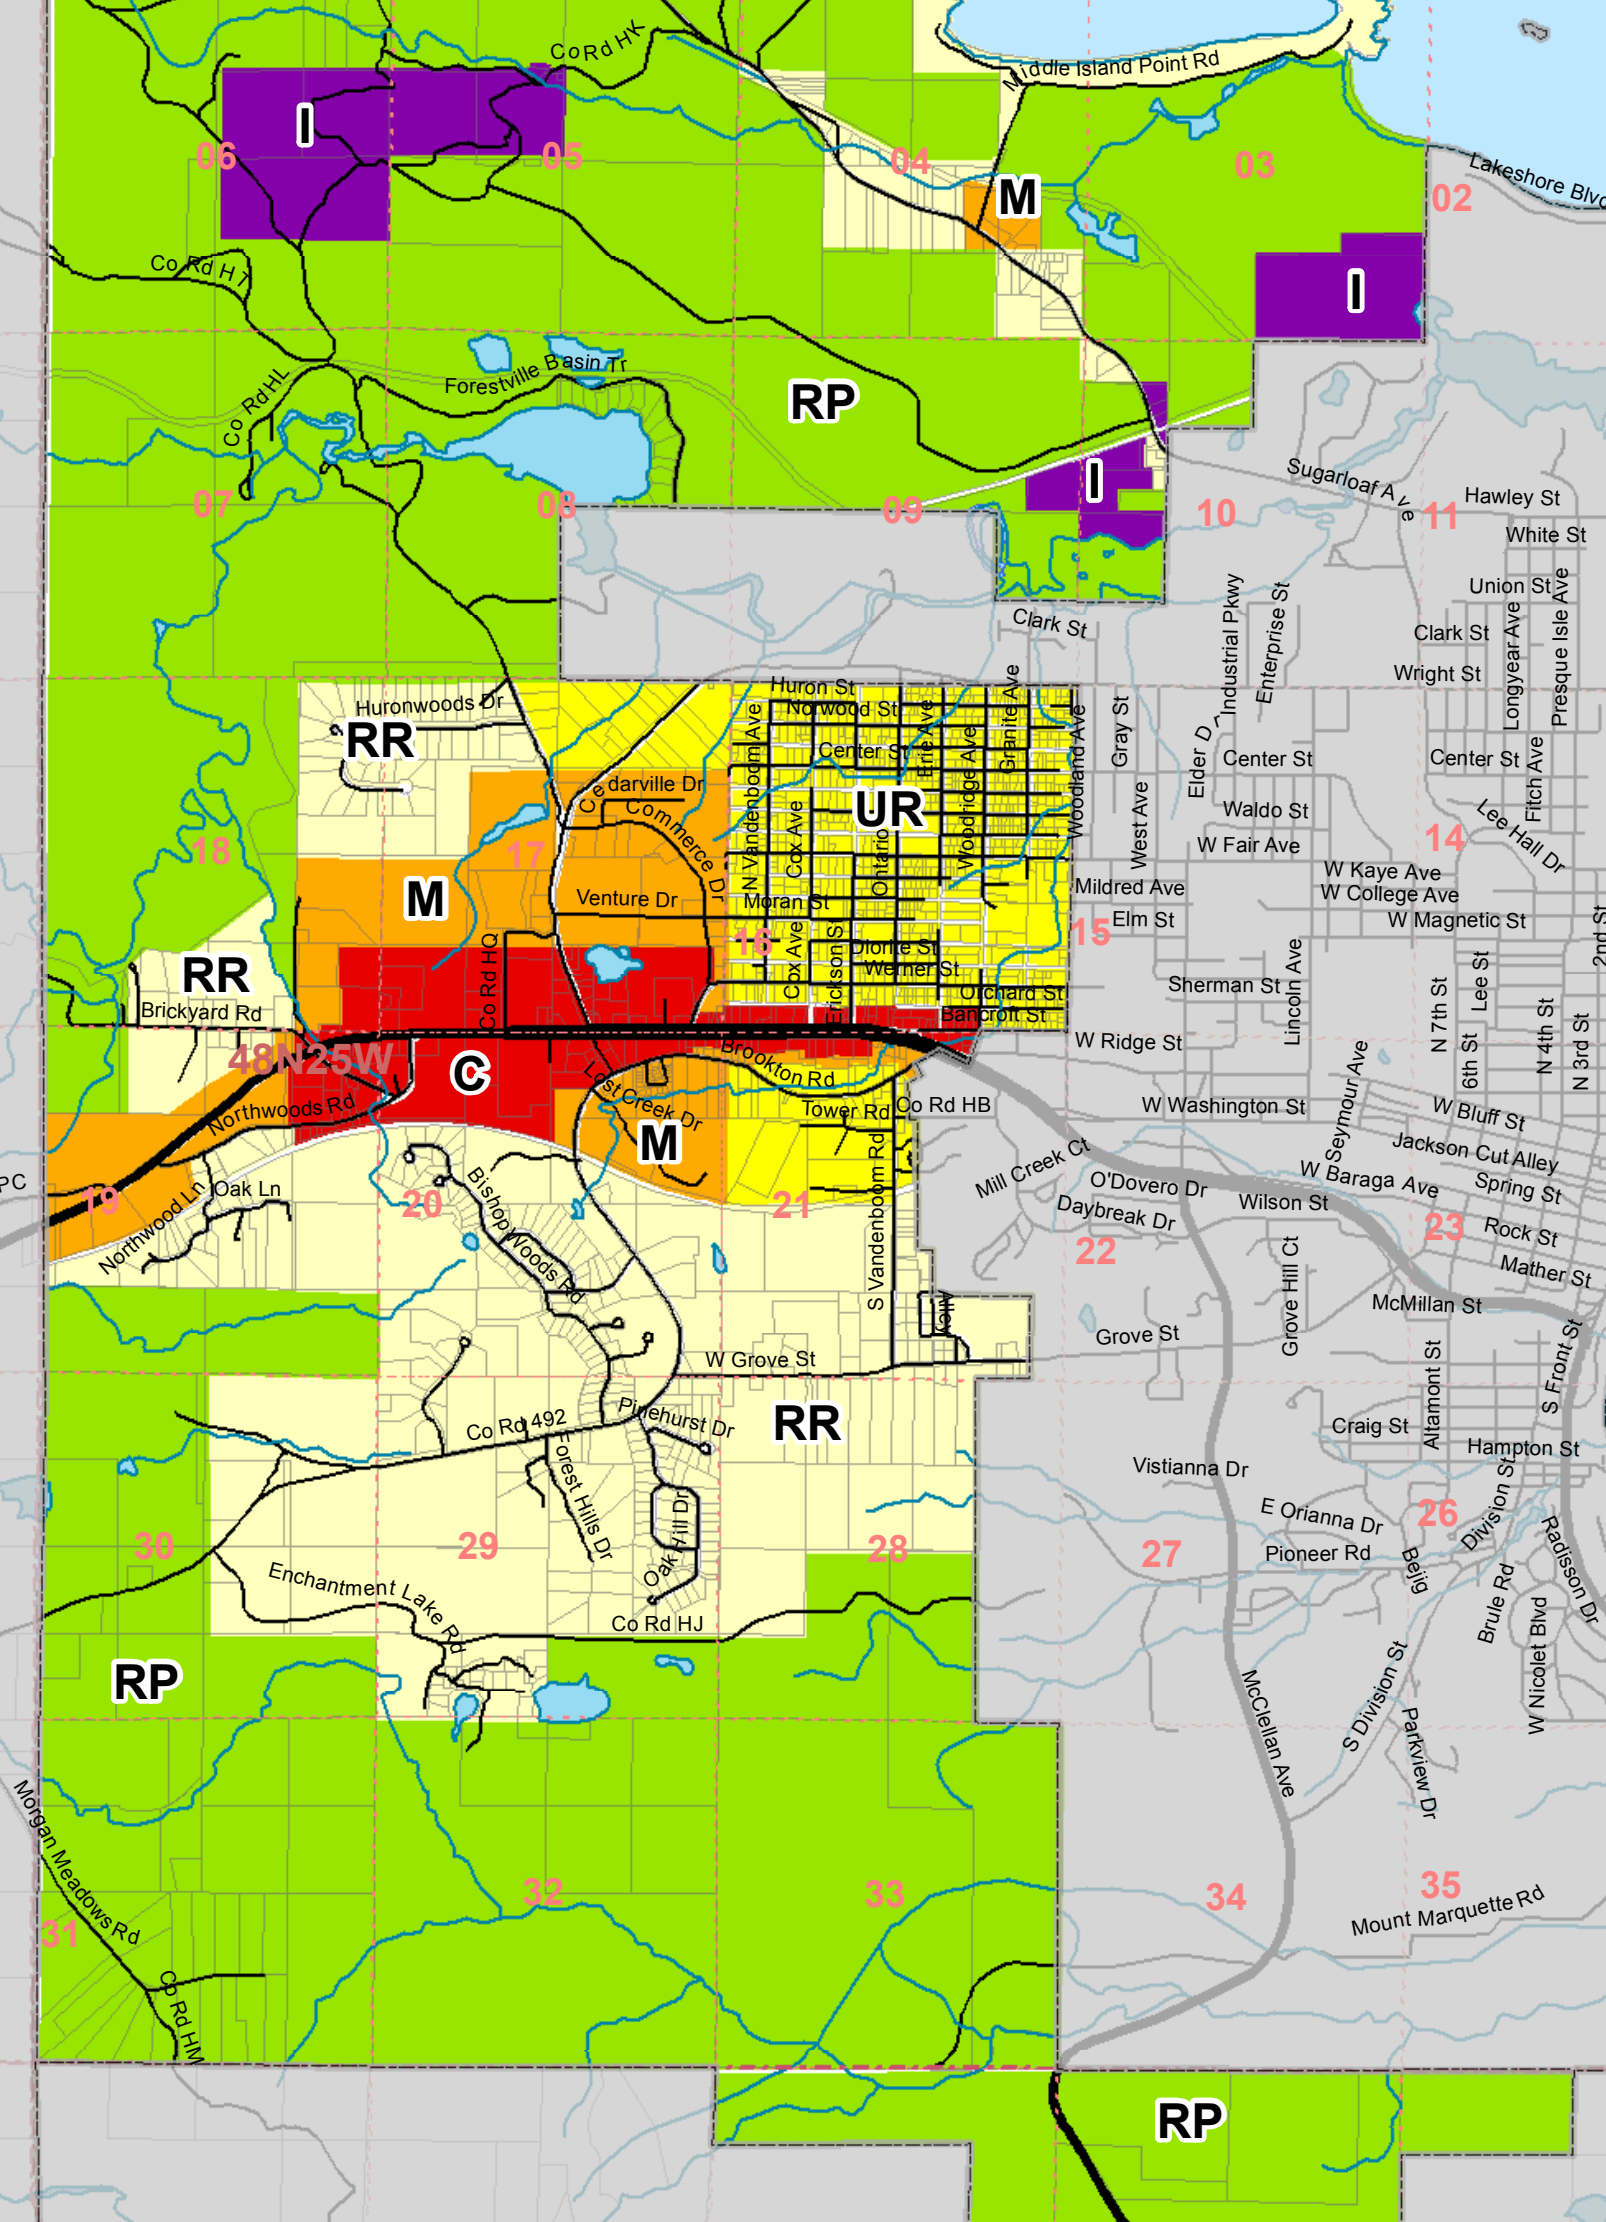 Co Rd HK
Middle Island Point Rd
I
06
05
04
03
M
02
Lakeshore Blvd
Co Rd HT
I
Forestville Basin Tr
Co Rd HL
RP
I
Sugarloaf Ave
Hawley St
07
08
09
10
11
White St
Union St
Industrial Pkwy
Enterprise St
Longyear Ave
Presque Isle Ave
Clark St
Clark St
Wright St
Huron St
Huronwoods Dr
Norwood St
RR
N Vandenboom Ave
Center St
Erie Ave
Granite Ave
Woodland Ave
Gray St
Elder Dr
Center St
Center St
Fitch Ave
Cedarville Dr
Commerce Dr
UR
Cox Ave
Ontario
Woodridge Ave
West Ave
Waldo St
Lee Hall Dr
W Fair Ave
18
17
14
W Kaye Ave
M
Venture Dr
Moran St
Mildred Ave
W College Ave
Elm St
W Magnetic St
16
15
2nd St
Diorite St
Werner St
RR
Co Rd HQ
Cox Ave
Erickson St
Orchard St
Sherman St
Lincoln Ave
N 7th St
Lee St
Brickyard Rd
Bancroft St
N 4th St
N 3rd St
6th St
48N25W
C
Brookton Rd
W Ridge St
Lost Creek Dr
Northwoods Rd
Tower Rd
Co Rd HB
W Washington St
Seymour Ave
W Bluff St
M
Jackson Cut Alley
PC
19
Northwood Ln
Oak Ln
20
Bishop Woods Rd
21
S Vandenboom Rd
Mill Creek Ct
O'Dovero Dr
W Baraga Ave
Spring St
Daybreak Dr
Wilson St
22
23
Rock St
Grove Hill Ct
Mather St
Alley
McMillan St
Grove St
W Grove St
Altamont St
S Front St
Pinehurst Dr
Co Rd 492
RR
Craig St
Hampton St
Forest Hills Dr
Vistianna Dr
Oak Hill Dr
E Orianna Dr
26
Division St
30
29
28
27
Pioneer Rd
Bejig
Radisson Dr
Enchantment Lake Rd
Brule Rd
Co Rd HJ
W Nicolet Blvd
RP
McClellan Ave
S Division St
Parkview Dr
Morgan Meadows Rd
31
32
33
34
35
Mount Marquette Rd
Co Rd HM
RP